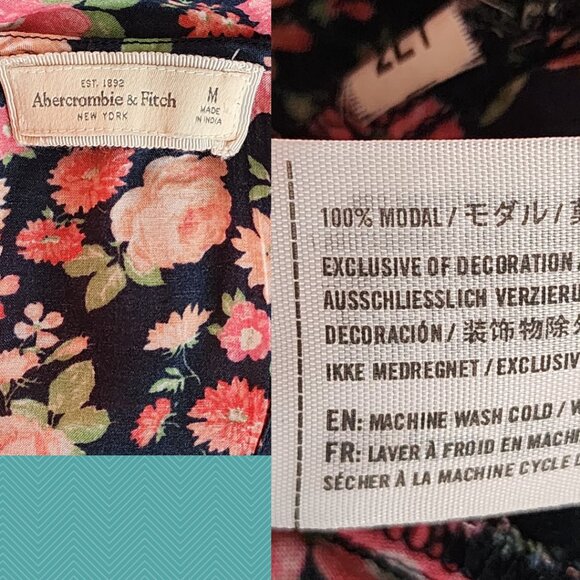 EST. 1892
Abercrombie & Fitch
NEW YORK
M
MADE
IN INDIA
100% MODAL / モダル /
EXCLUSIVE OF DECORATION
AUSSCHLIESSLICH VERZIER
DECORACIÓN / 装饰物除
IKKE MEDREGNET / EXCLUSIV
EN: MACHINE WASH COLD /
FR: LAVER À FROID EN MACHI
SÉCHER À LA MACHINE CYCLE